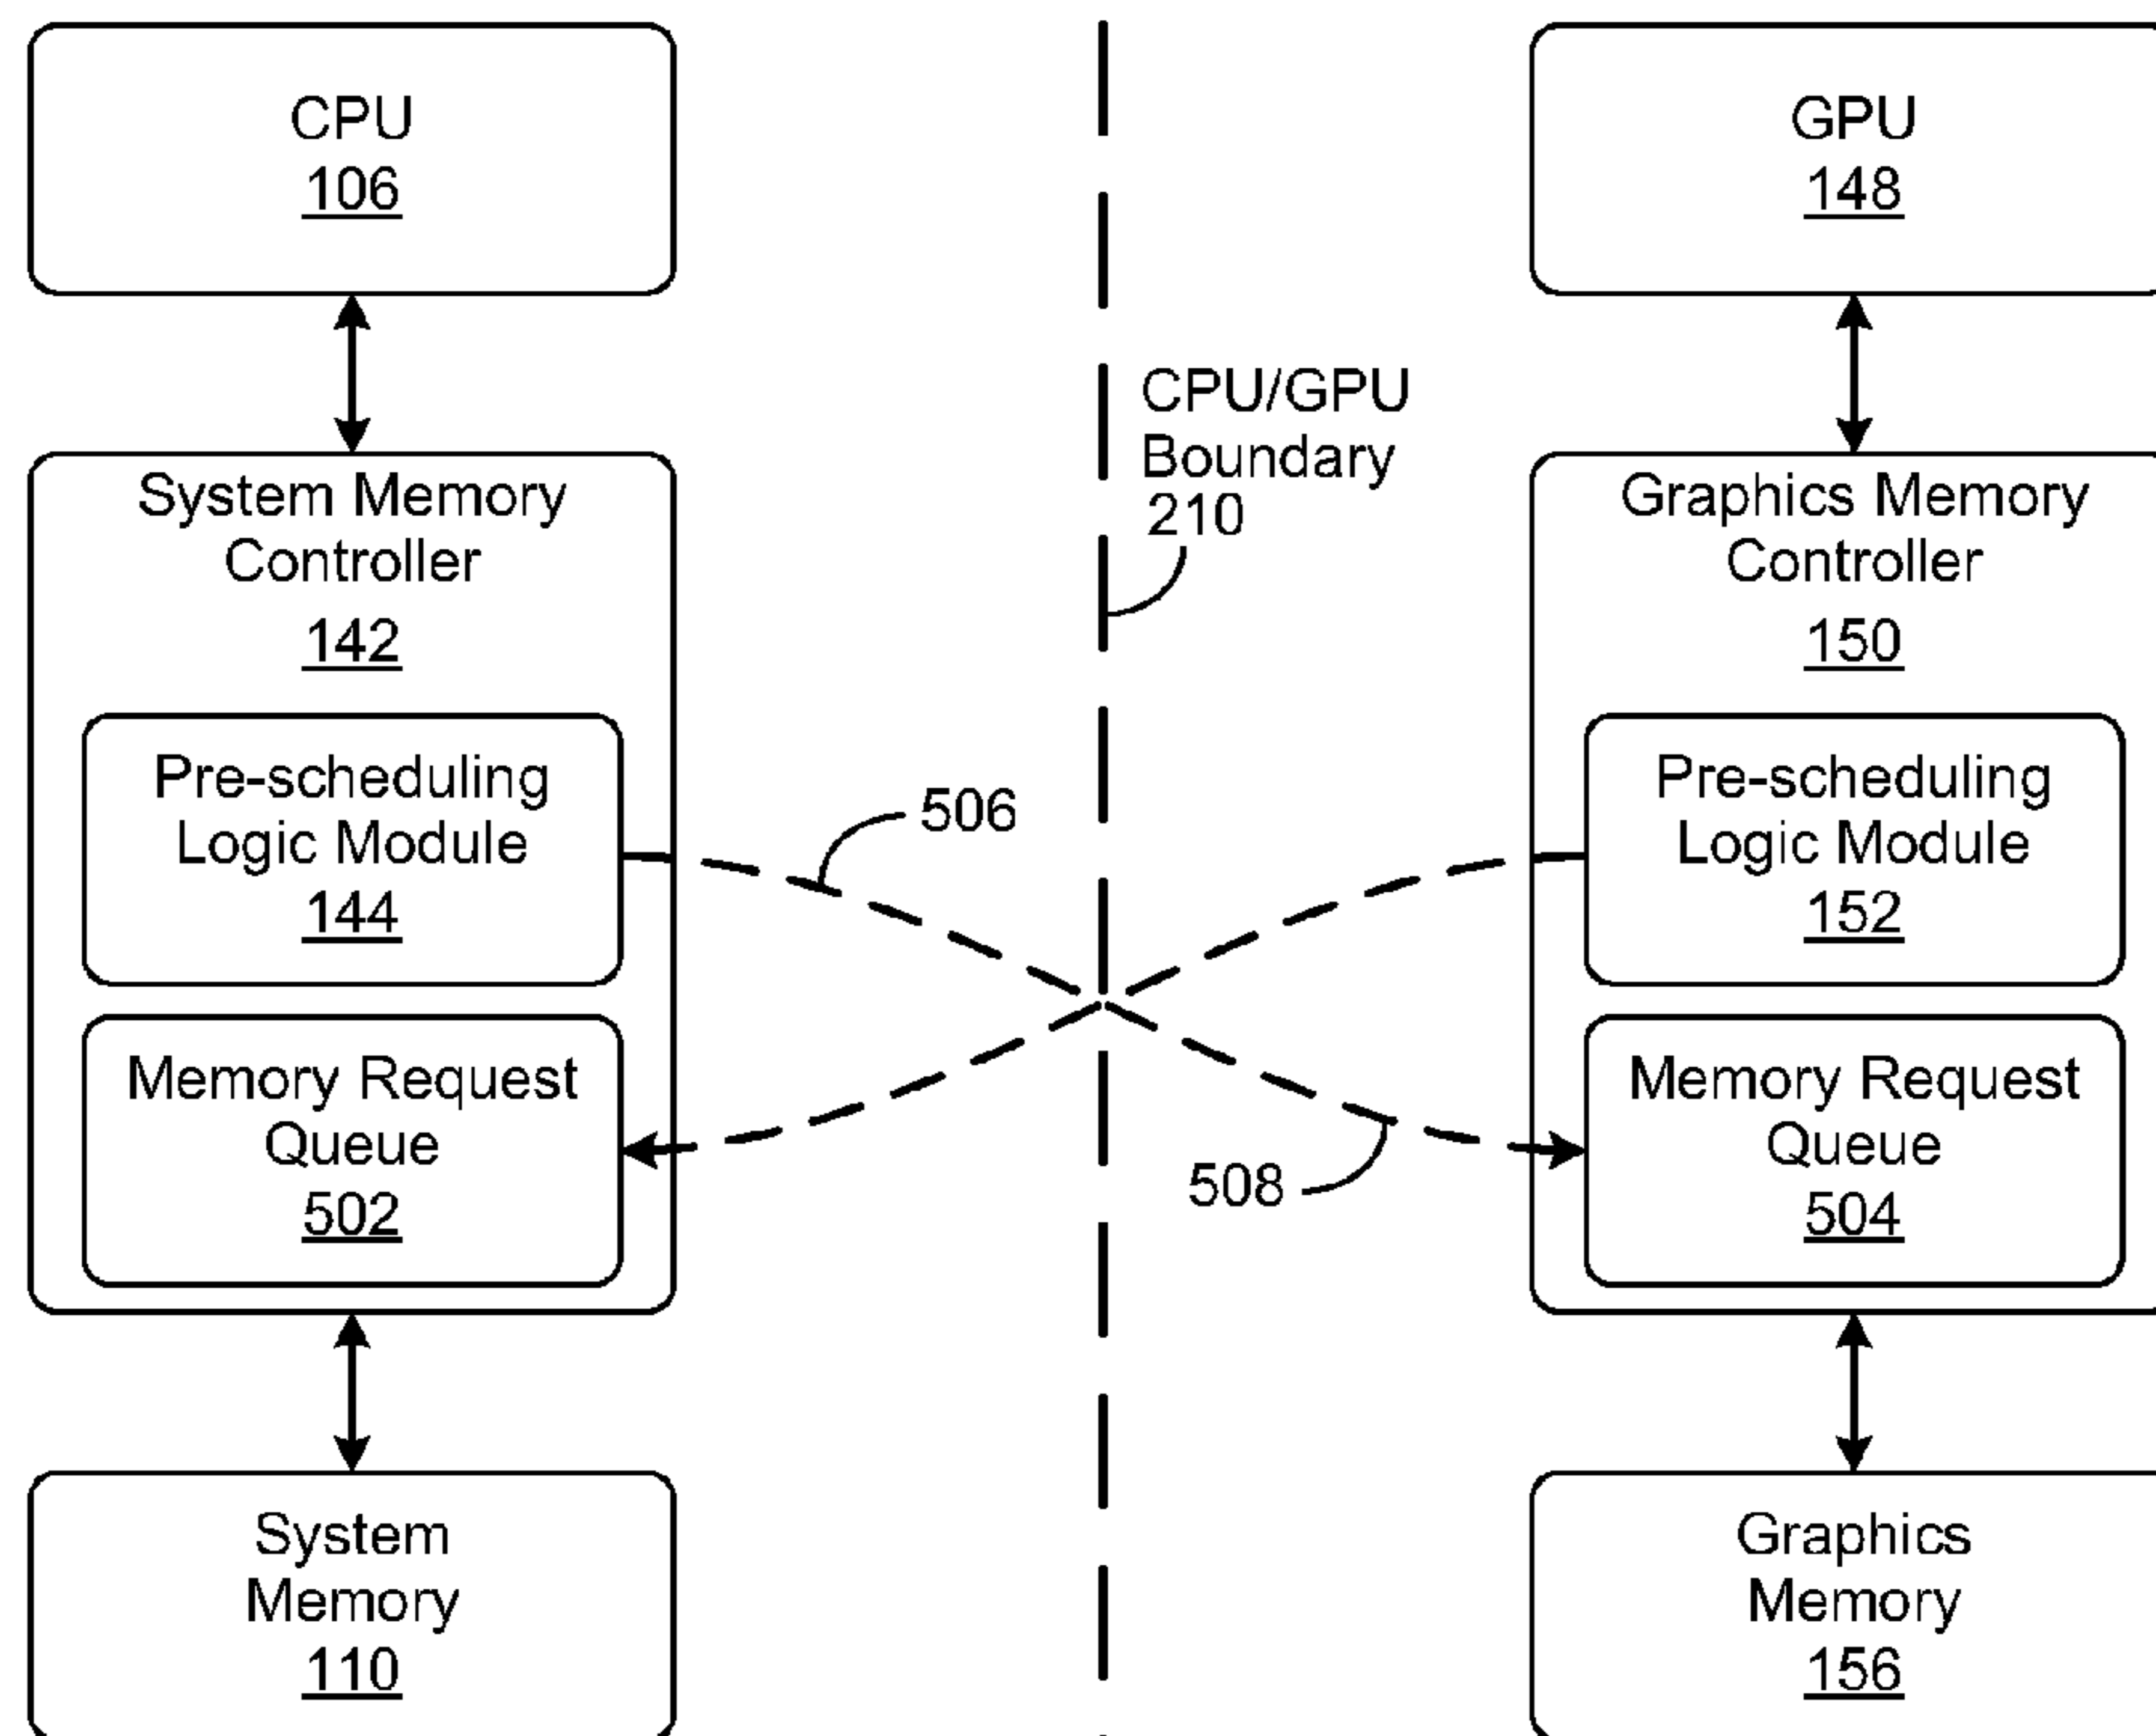 CPU
106
System Memory
Controller
142
Pre-scheduling
Logic Module
144
Memory Request
Queue
502
System
Memory
110
CPU/GPU
Boundary
210
506
508
GPU
148
Graphics Memory
Controller
150
Pre-scheduling
Logic Module
152
Memory Request
Queue
504
Graphics
Memory
156